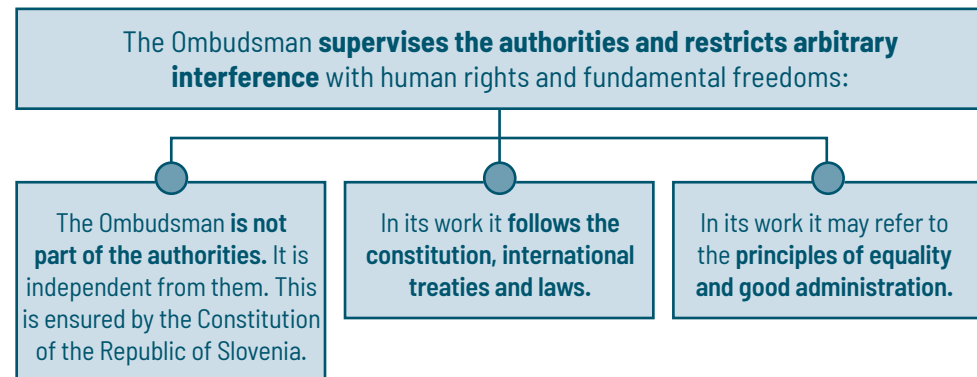 The Ombudsman supervises the authorities and restricts arbitrary
interference with human rights and fundamental freedoms:
The Ombudsman is not
part of the authorities. It is
independent from them. This
is ensured by the Constitution
of the Republic of Slovenia.
In its work it follows the
constitution, international
treaties and laws.
In its work it may refer to
the principles of equality
and good administration.